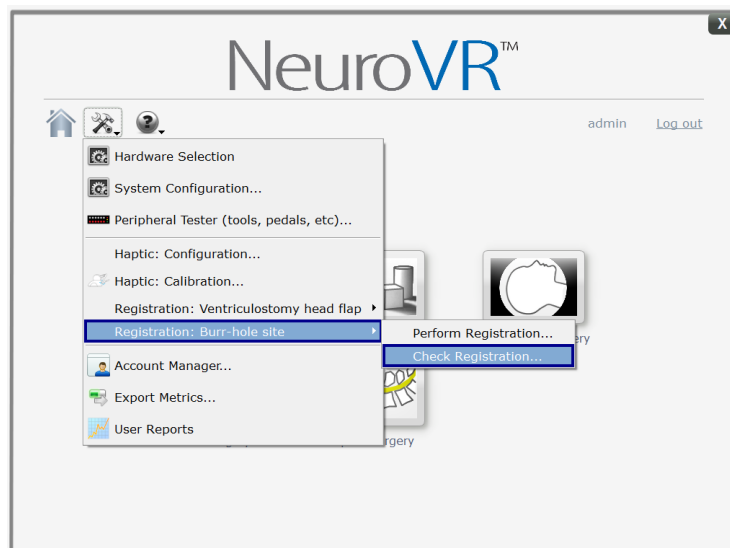 X
NeuroVR™
admin Log out
Hardware Selection
System Configuration...
Peripheral Tester (tools, pedals, etc)...
Haptic: Configuration...
Haptic: Calibration...
Registration: Ventriculostomy head flap
Registration: Burr-hole site
Perform Registration...
Check Registration...
Account Manager...
Export Metrics...
User Reports